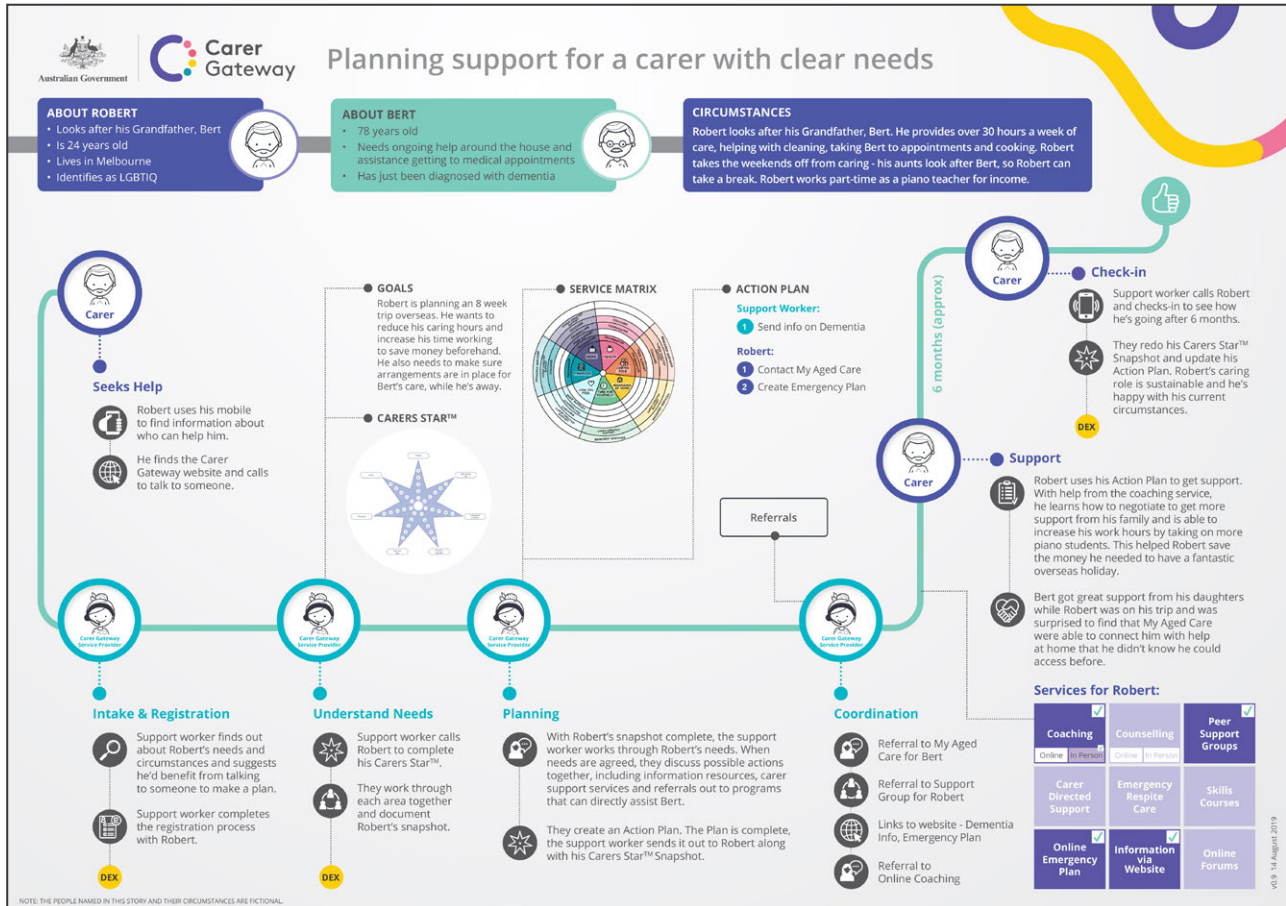 Australian Government
Carer
Gateway
Planning support for a carer with clear needs
ABOUT ROBERT
• Looks after his Grandfather, Bert
• Is 24 years old
• Lives in Melbourne
• Identifies as LGBTIQ
ABOUT BERT
• 78 years old
• Needs ongoing help around the house and
assistance getting to medical appointments
• Has just been diagnosed with dementia
CIRCUMSTANCES
Robert looks after his Grandfather, Bert. He provides over 30 hours a week of
care, helping with cleaning, taking Bert to appointments and cooking. Robert
takes the weekends off from caring - his aunts look after Bert, so Robert can
take a break. Robert works part-time as a piano teacher for income.
Carer
Seeks Help
Robert uses his mobile
to find information about
who can help him.
He finds the Carer
Gateway website and calls
to talk to someone.
GOALS
Robert is planning an 8 week
trip overseas. He wants to
reduce his caring hours and
increase his time working
to save money beforehand.
He also needs to make sure
arrangements are in place for
Bert's care, while he's away.
CARERS STAR™
SERVICE MATRIX
ACTION PLAN
Support Worker:
1 Send info on Dementia
Robert:
1 Contact My Aged Care
2 Create Emergency Plan
Referrals
Carer Gateway
Service Provider
Intake & Registration
Support worker finds out
about Robert's needs and
circumstances and suggests
he'd benefit from talking
to someone to make a plan.
Support worker completes
the registration process
with Robert.
DEX
Carer Gateway
Service Provider
Understand Needs
Support worker calls
Robert to complete
his Carers Star™.
They work through
each area together
and document
Robert's snapshot.
DEX
Carer Gateway
Service Provider
Planning
With Robert's snapshot complete, the support
worker works through Robert's needs. When
needs are agreed, they discuss possible actions
together, including information resources, carer
support services and referrals out to programs
that can directly assist Bert.
They create an Action Plan. The Plan is complete,
the support worker sends it out to Robert along
with his Carers Star™ Snapshot.
Carer Gateway
Service Provider
Coordination
Referral to My Aged
Care for Bert
Referral to Support
Group for Robert
Links to website - Dementia
Info, Emergency Plan
Referral to
Online Coaching
6 months (approx)
Carer
Check-in
Support worker calls Robert
and checks-in to see how
he's going after 6 months.
They redo his Carers Star™
Snapshot and update his
Action Plan. Robert's caring
role is sustainable and he's
happy with his current
circumstances.
DEX
Carer
Support
Robert uses his Action Plan to get support.
With help from the coaching service,
he learns how to negotiate to get more
support from his family and is able to
increase his work hours by taking on more
piano students. This helped Robert save
the money he needed to have a fantastic
overseas holiday.
Bert got great support from his daughters
while Robert was on his trip and was
surprised to find that My Aged Care
were able to connect him with help
at home that he didn't know he could
access before.
Services for Robert:
Coaching
Online In Person
Counselling
Online In Person
Peer
Support
Groups
Carer
Directed
Support
Emergency
Respite
Care
Skills
Courses
Online
Emergency
Plan
Information
via
Website
Online
Forums
v0.9 14 August 2019
NOTE: THE PEOPLE NAMED IN THIS STORY AND THEIR CIRCUMSTANCES ARE FICTIONAL.